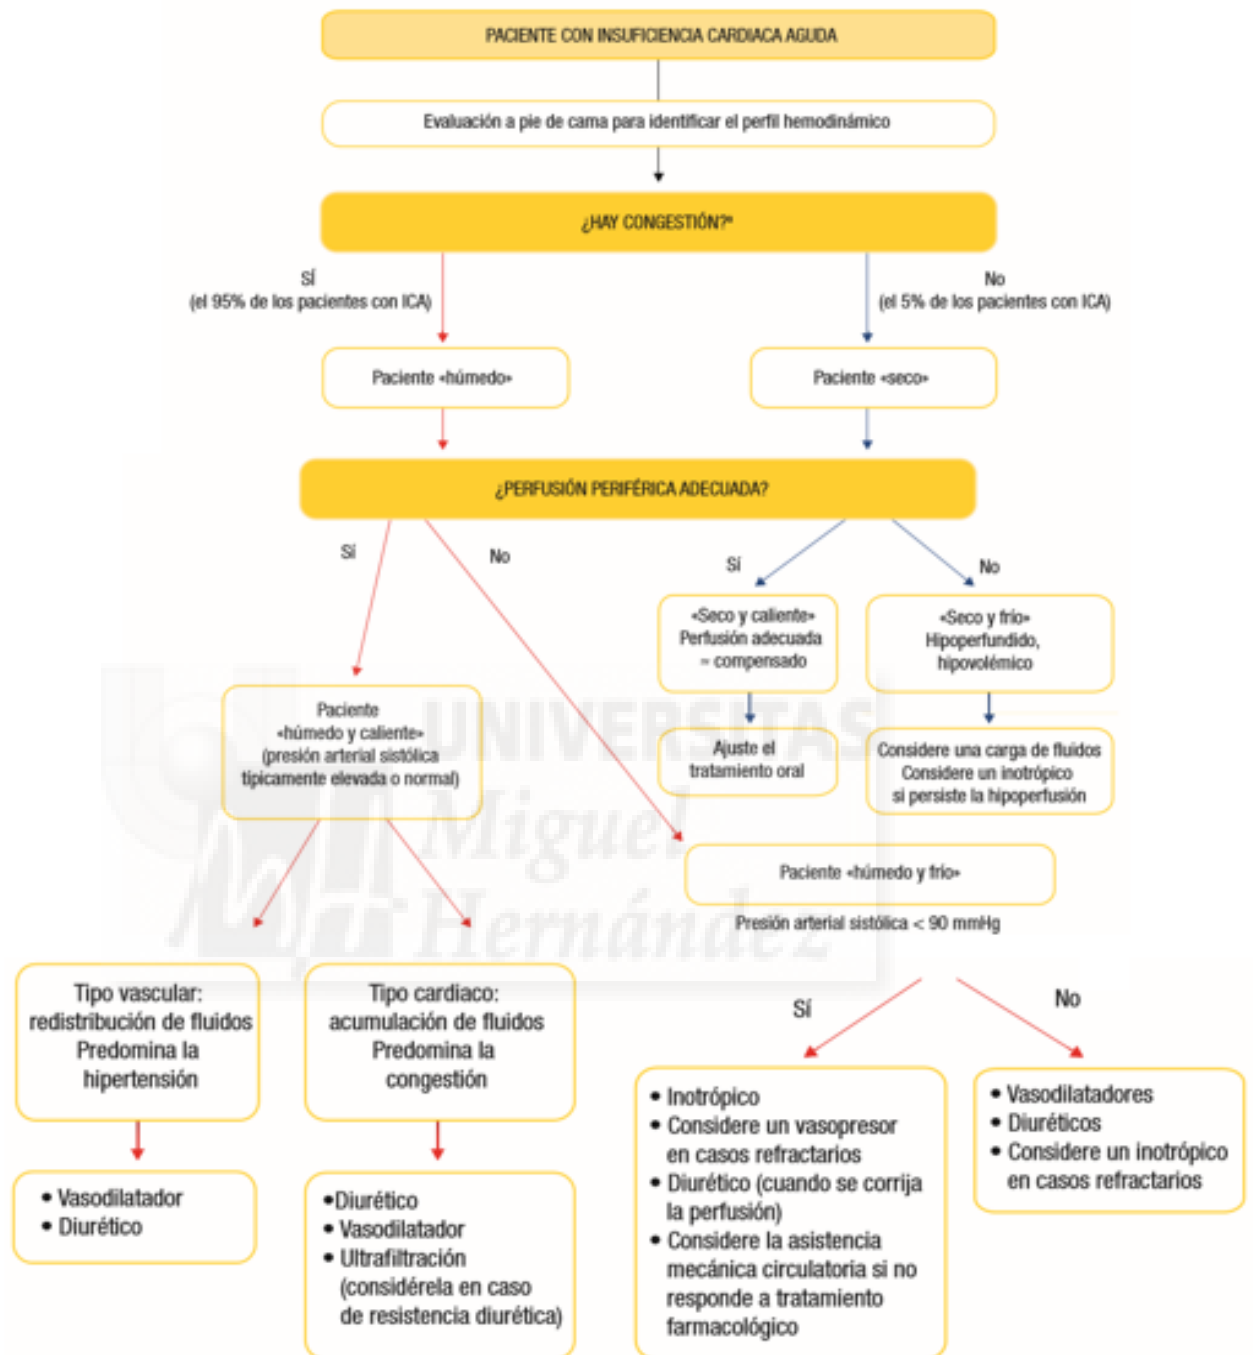 PACIENTE CON INSUFICIENCIA CARDIACA AGUDA
Evaluación a pie de cama para identificar el perfil hemodinámico
¿HAY CONGESTIÓN?ª
SÍ
(el 95% de los pacientes con ICA)
No
(el 5% de los pacientes con ICA)
Paciente «húmedo»
Paciente «seco»
¿PERFUSIÓN PERIFÉRICA ADECUADA?
Sí
No
Sí
No
«Seco y caliente»
Perfusión adecuada
= compensado
«Seco y frío»
Hipoperfundido,
hipovolémico
Paciente
«húmedo y caliente»
(presión arterial sistólica
típicamente elevada o normal)
Ajuste el
tratamiento oral
Considere una carga de fluidos
Considere un inotrópico
si persiste la hipoperfusión
Paciente «húmedo y frío»
Presión arterial sistólica < 90 mmHg
Sí
No
Tipo vascular:
redistribución de fluidos
Predomina la
hipertensión
Tipo cardiaco:
acumulación de fluidos
Predomina la
congestión
• Vasodilatador
• Diurético
•Diurético
• Vasodilatador
• Ultrafiltración
(considérela en caso
de resistencia diurética)
• Inotrópico
• Considere un vasopresor
en casos refractarios
• Diurético (cuando se corrija
la perfusión)
• Considere la asistencia
mecánica circulatoria si no
responde a tratamiento
farmacológico
• Vasodilatadores
• Diuréticos
• Considere un inotrópico
en casos refractarios
UNIVERSITAS
Miguel
Hernández